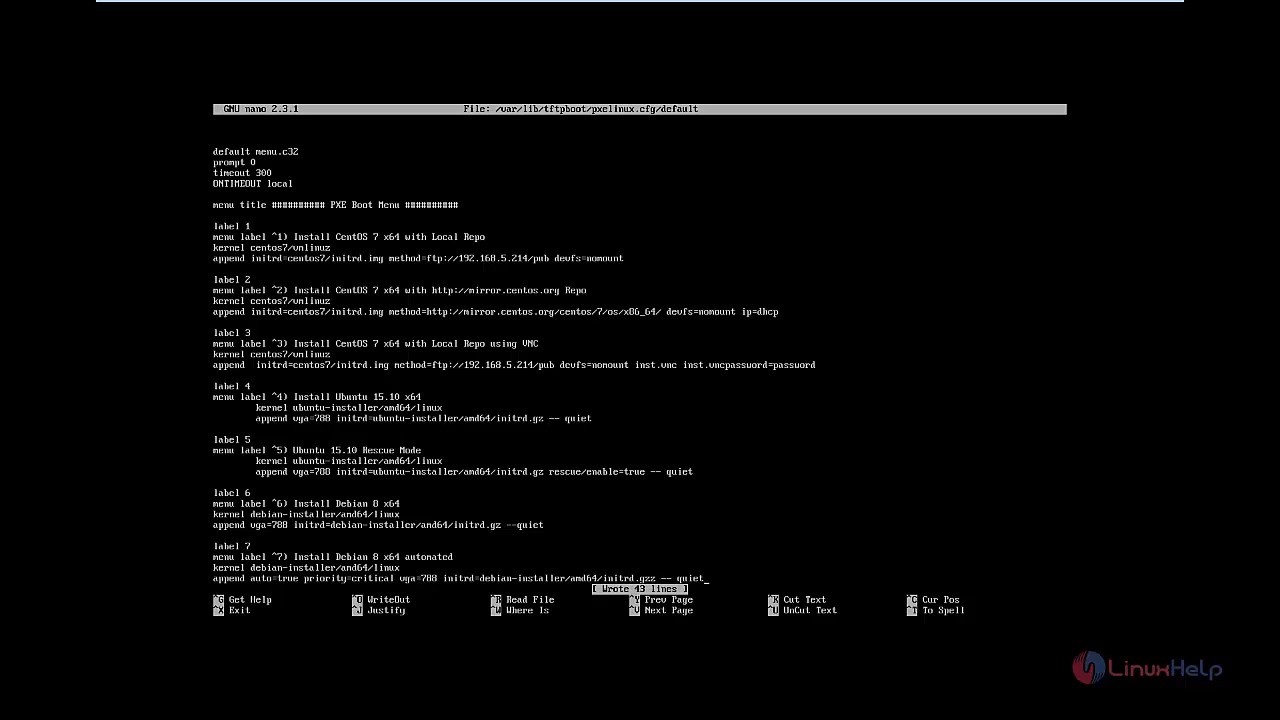 GNU nano 2.3.1 File: /var/lib/tftpboot/pxelinux.cfg/default
default menu.c32
prompt 0
timeout 300
ONTIMEOUT local
menu title ########## PXE Boot Menu ##########
label 1
menu label ^1) Install CentOS 7 x64 with Local Repo
kernel centos7/vmlinuz
append initrd=centos7/initrd.img method=ftp://192.168.5.214/pub devfs=nomount
label 2
menu label ^2) Install CentOS 7 x64 with http://mirror.centos.org Repo
kernel centos7/vmlinuz
append initrd=centos7/initrd.img method=http://mirror.centos.org/centos/7/os/x86_64/ devfs=nomount ip=dhcp
label 3
menu label ^3) Install CentOS 7 x64 with Local Repo using VNC
kernel centos7/vmlinuz
append  initrd=centos7/initrd.img method=ftp://192.168.5.214/pub devfs=nomount inst.vnc inst.vncpassword=password
label 4
menu label ^4) Install Ubuntu 15.10 x64
kernel ubuntu-installer/amd64/linux
append vga=788 initrd=ubuntu-installer/amd64/initrd.gz -- quiet
label 5
menu label ^5) Ubuntu 15.10 Rescue Mode
kernel ubuntu-installer/amd64/linux
append vga=788 initrd=ubuntu-installer/amd64/initrd.gz rescue/enable=true -- quiet
label 6
menu label ^6) Install Debian 8 x64
kernel debian-installer/amd64/linux
append vga=788 initrd=debian-installer/amd64/initrd.gz --quiet
label 7
menu label ^7) Install Debian 8 x64 automated
kernel debian-installer/amd64/linux
append auto=true priority=critical vga=788 initrd=debian-installer/amd64/initrd.gzz -- quiet_
[ Wrote 43 lines ]
^G Get Help ^O WriteOut ^R Read File ^Y Prev Page ^K Cut Text ^C Cur Pos
^X Exit ^J Justify ^W Where Is ^V Next Page ^U UnCut Text ^T To Spell
LinuxHelp